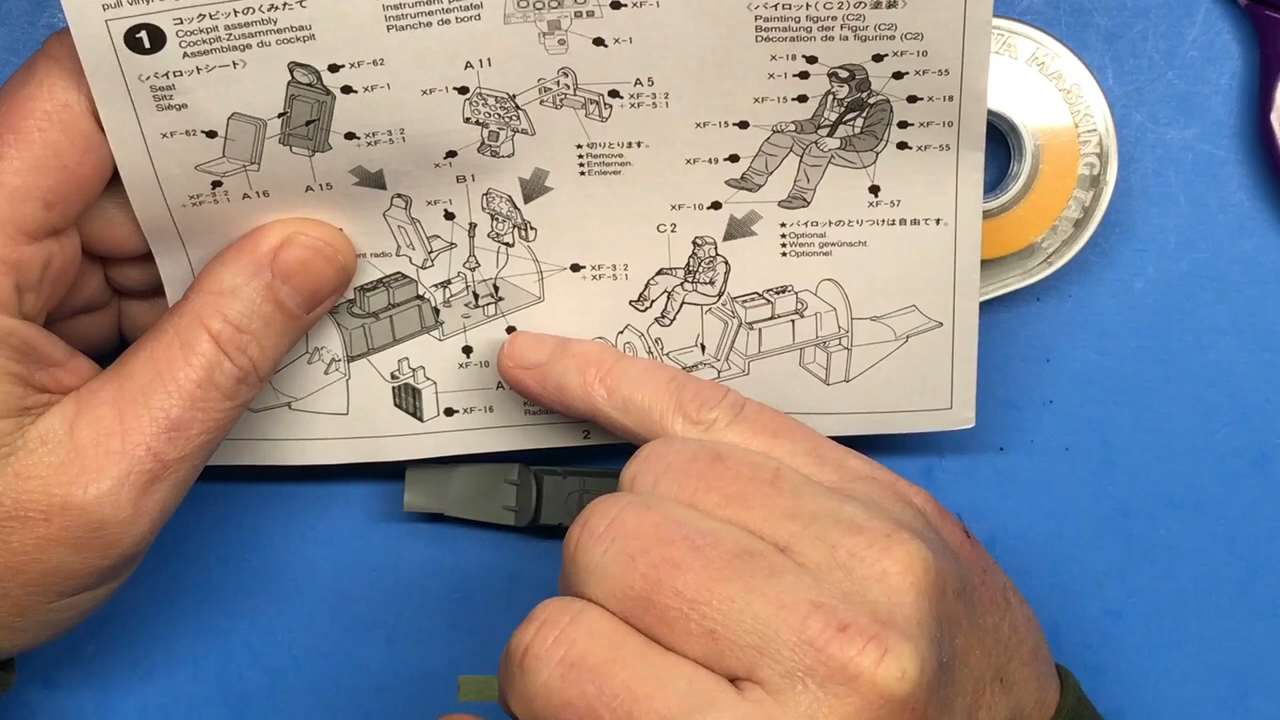 pull vinyl
1
コックピットのくみたて
Cockpit assembly
Cockpit-Zusammenbau
Assemblage du cockpit
《パイロットシート》
Seat
Sitz
Siège
XF-62
XF-1
XF-62
XF-3:2
+ XF-5:1
XF-3:2
+ XF-5:1
A16
A15
Instrument
Instrumententafel
Planche de bord
XF-1
X-1
A11
XF-1
A5
XF-3:2
+ XF-5:1
X-1
★切りとります。
★Remove.
★Entfernen.
★Enlever.
B1
XF-1
XF-3:2
+ XF-5:1
radio
XF-10
A
XF-16
2
《パイロット(C2)の塗装》
Painting figure (C2)
Bemalung der Figur (C2)
Décoration de la figurine (C2)
X-18
XF-10
X-1
XF-55
XF-15
X-18
XF-15
XF-10
XF-49
XF-55
XF-10
XF-57
C2
★パイロットのとりつけは自由です。
★Optional.
★Wenn gewünscht.
★Optionnel.
MASKING TAPE